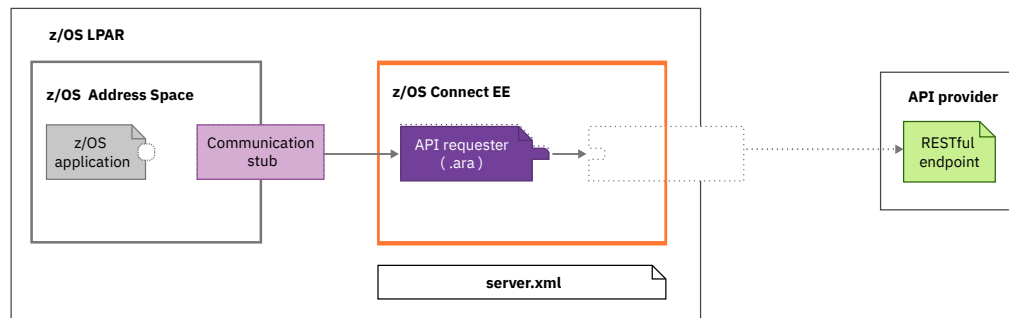 z/OS LPAR
z/OS Address Space
z/OS
application
Communication
stub
z/OS Connect EE
API requester
( .ara )
server.xml
API provider
RESTful
endpoint